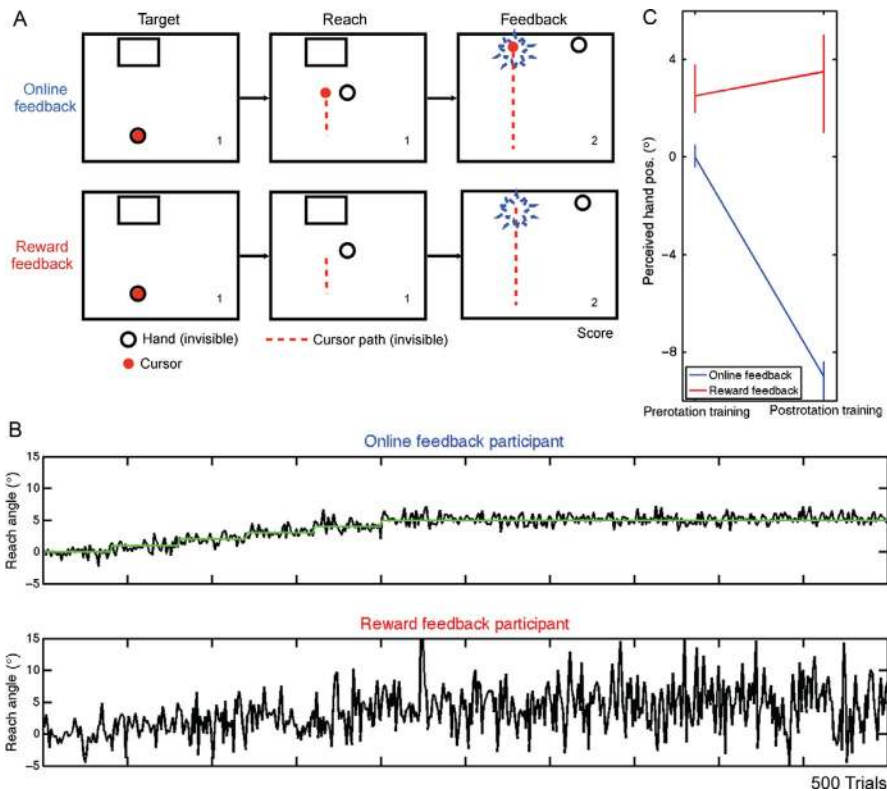 A
Target
Reach
Feedback
Online
feedback
1
1
2
Reward
feedback
1
1
2
Score
Hand (invisible)
Cursor path (invisible)
Cursor
C
Perceived hand pos. (°)
4
0
−4
−8
Online feedback
Reward feedback
Prerotation training
Postrotation training
B
Online feedback participant
Reach angle (°)
15
10
5
0
−5
Reward feedback participant
Reach angle (°)
15
10
5
0
−5
500 Trials